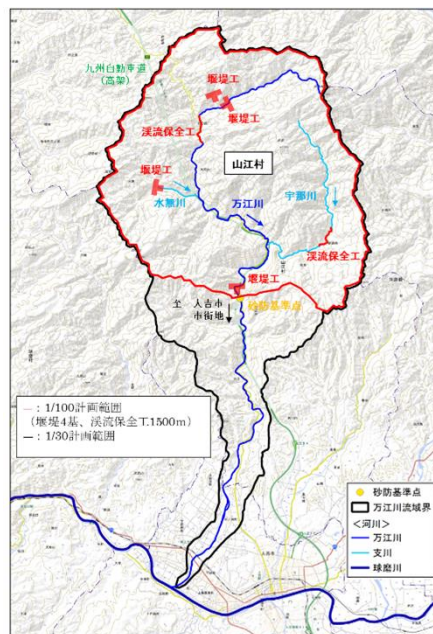 九州自動車道
(高架)
堰堤工
堰堤工
渓流保全工
堰堤工
山江村
水無川
万江川
宇那川
渓流保全工
堰堤工
至 人吉市
市街地
砂防基準点
― : 1/100計画範囲
(堰堤4基、渓流保全工1500m)
― : 1/30計画範囲
砂防基準点
万江川流域界
<河川>
万江川
支川
球磨川